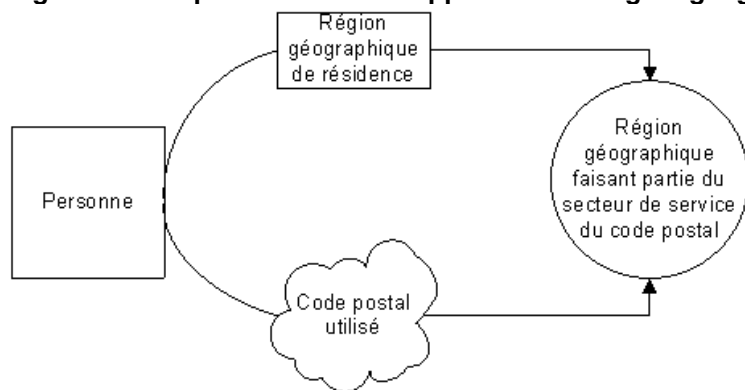 Région
géographique
de résidence
Personne
Région
géographique
faisant partie du
secteur de service
du code postal
Code postal
utilisé